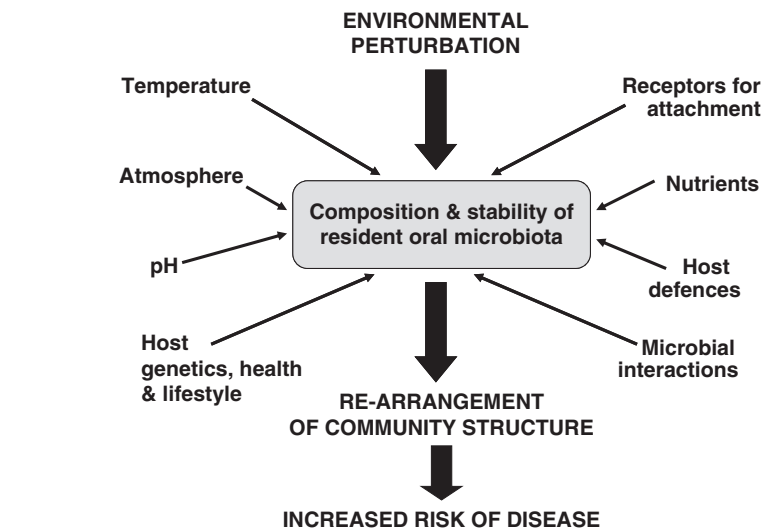 ENVIRONMENTAL
PERTURBATION
Temperature
Receptors for
attachment
Atmosphere
Nutrients
Composition & stability of
resident oral microbiota
pH
Host
defences
Host
genetics, health
& lifestyle
Microbial
interactions
RE-ARRANGEMENT
OF COMMUNITY STRUCTURE
INCREASED RISK OF DISEASE